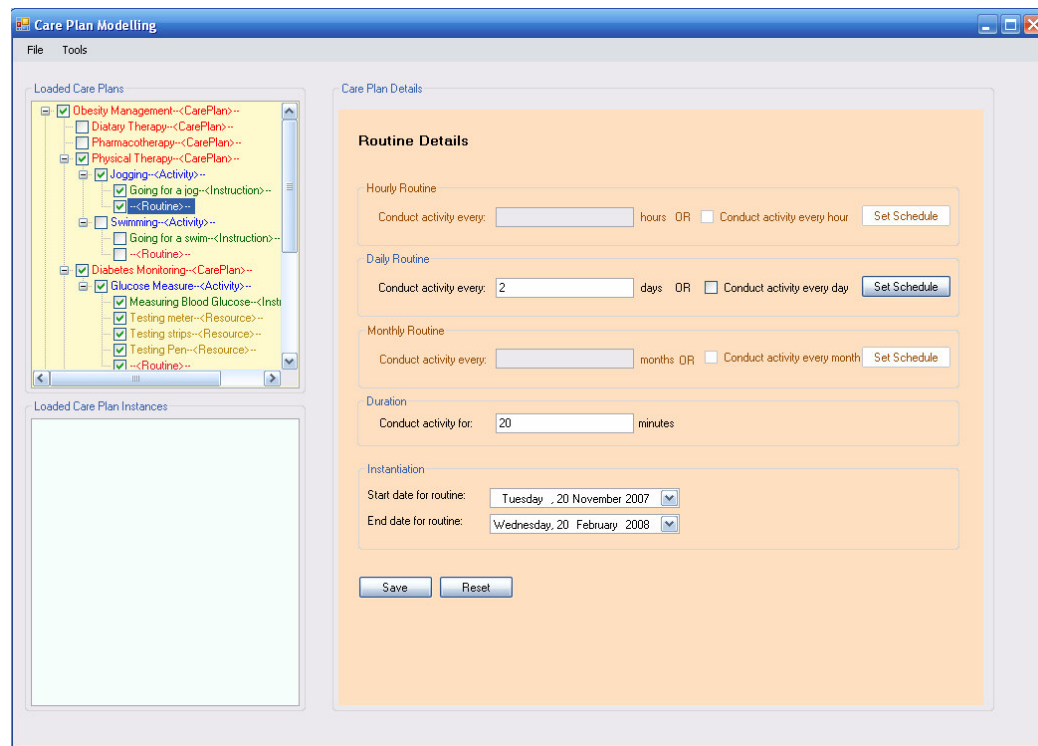 Care Plan Modelling
File Tools
Loaded Care Plans
Obesity Management--<CarePlan>--
Diatary Therapy--<CarePlan>--
Pharmacotherapy--<CarePlan>--
Physical Therapy--<CarePlan>--
Jogging--<Activity>--
Going for a jog--<Instruction>--
--<Routine>--
Swimming--<Activity>--
Going for a swim--<Instruction>--
--<Routine>--
Diabetes Monitoring--<CarePlan>--
Glucose Measure--<Activity>--
Measuring Blood Glucose--<Instr
Testing meter--<Resource>--
Testing strips--<Resource>--
Testing Pen--<Resource>--
--<Routine>--
Loaded Care Plan Instances
Care Plan Details
Routine Details
Hourly Routine
Conduct activity every: hours OR Conduct activity every hour Set Schedule
Daily Routine
Conduct activity every: 2 days OR Conduct activity every day Set Schedule
Monthly Routine
Conduct activity every: months OR Conduct activity every month Set Schedule
Duration
Conduct activity for: 20 minutes
Instantiation
Start date for routine: Tuesday , 20 November 2007
End date for routine: Wednesday, 20 February 2008
Save Reset